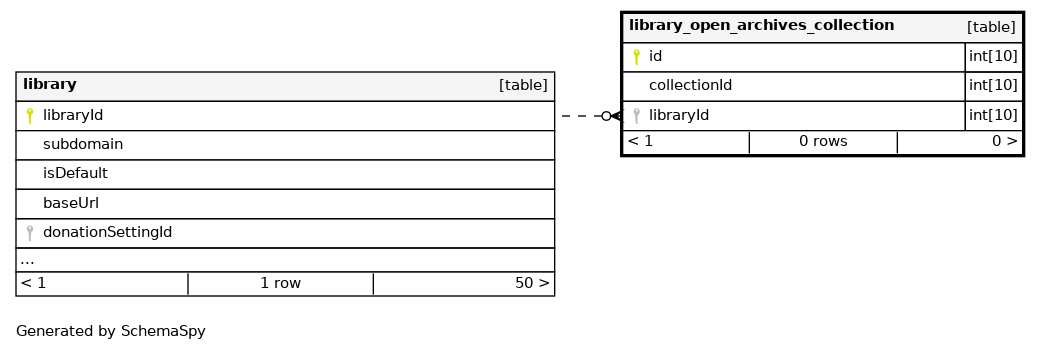 library_open_archives_collection [table]
id int[10]
collectionId int[10]
libraryId int[10]
< 1 0 rows 0 >
library [table]
libraryId
subdomain
isDefault
baseUrl
donationSettingId
...
< 1 1 row 50 >
Generated by SchemaSpy